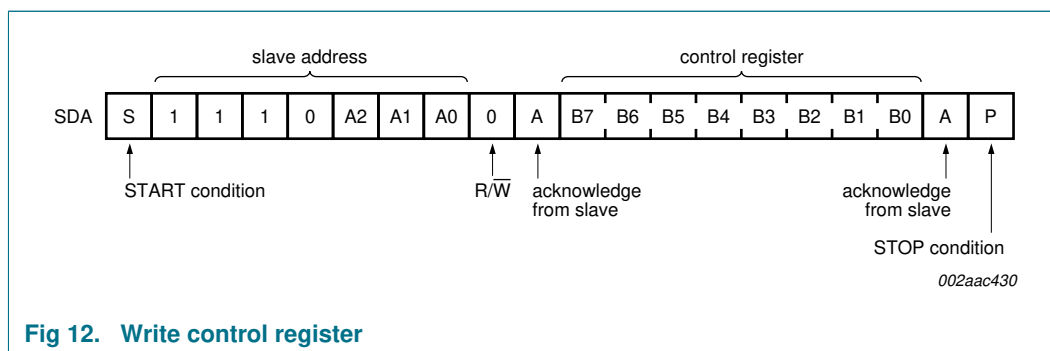 slave address control register
SDA S 1 1 1 0 A2 A1 A0 0 A B7 B6 B5 B4 B3 B2 B1 B0 A P
START condition R/W̅ acknowledge from slave acknowledge from slave
STOP condition
002aac430
Fig 12. Write control register